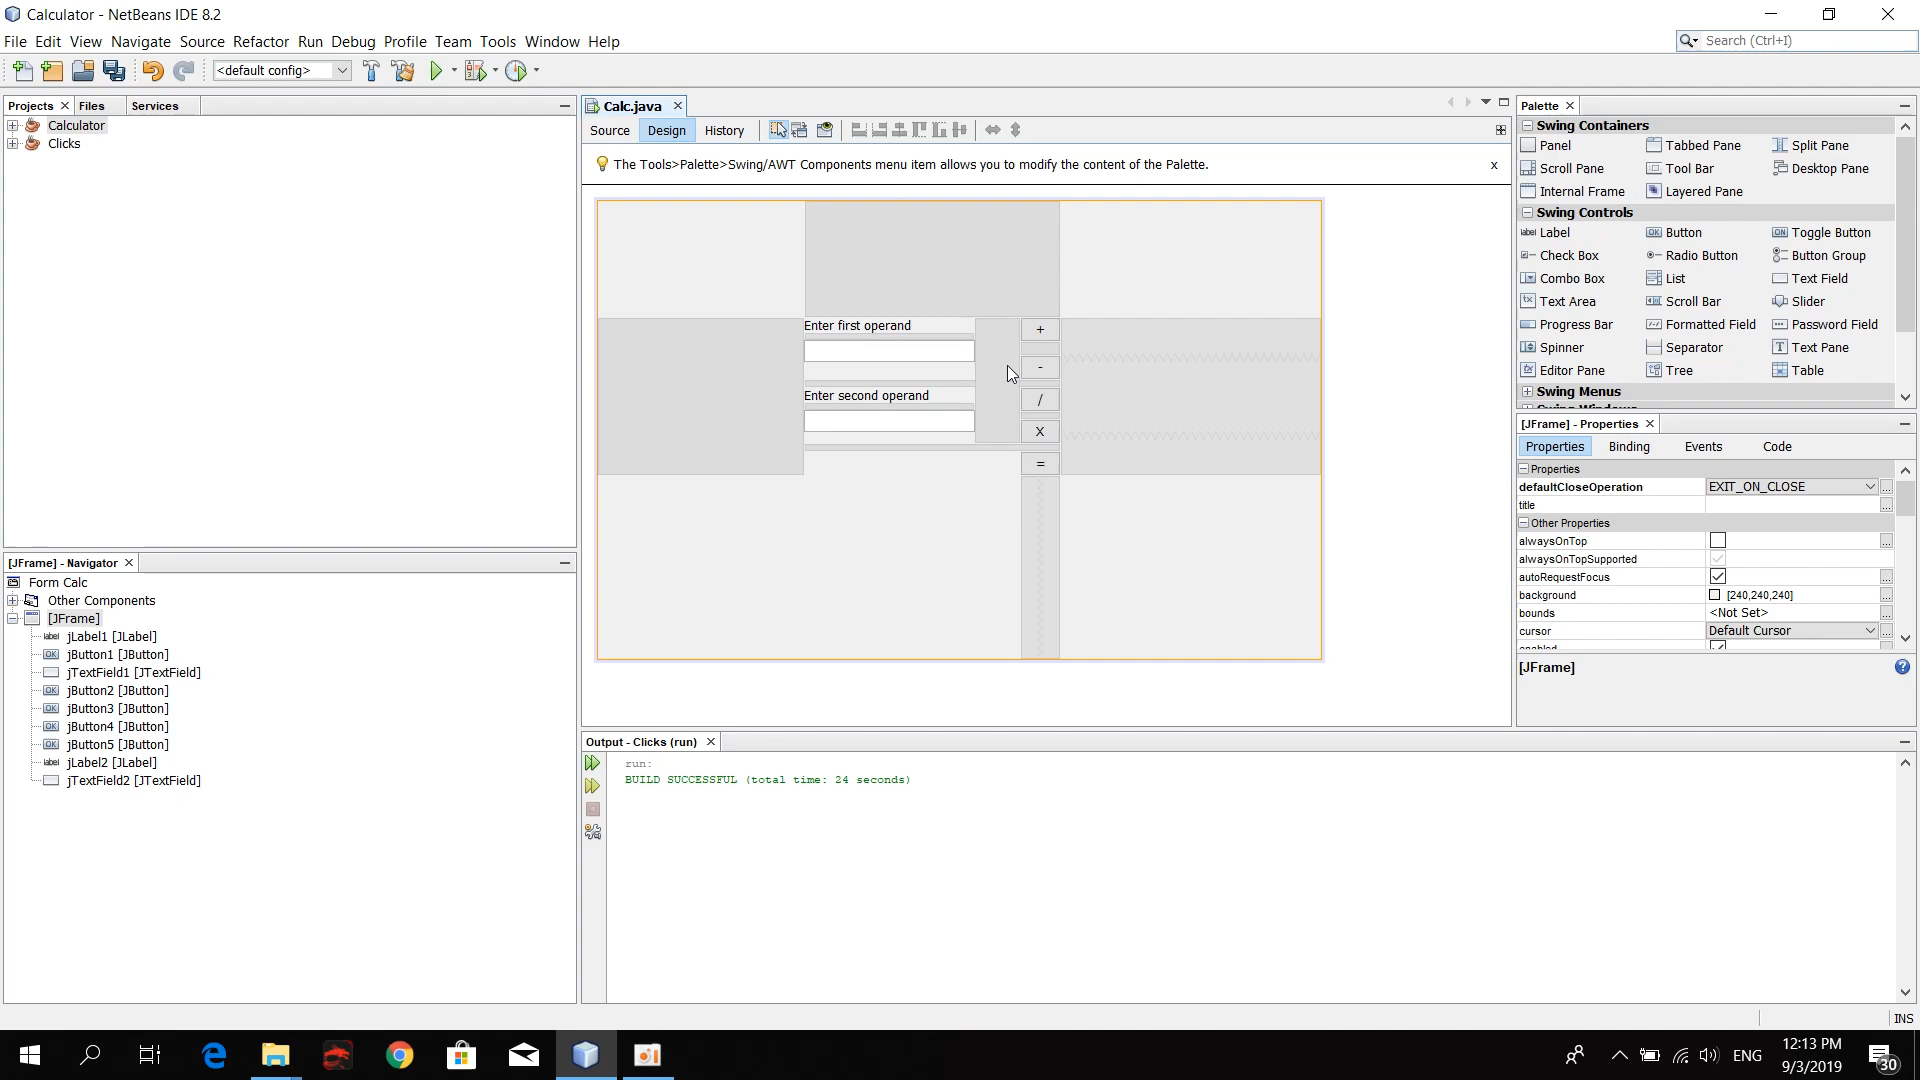 Calculator - NetBeans IDE 8.2
File Edit View Navigate Source Refactor Run Debug Profile Team Tools Window Help
Search (Ctrl+I)
<default config>
Projects Files Services
Calculator
Clicks
Calc.java
Source Design History
The Tools>Palette>Swing/AWT Components menu item allows you to modify the content of the Palette.
x
Enter first operand
+
-
Enter second operand
/
X
=
Palette
Swing Containers
Panel Tabbed Pane Split Pane
Scroll Pane Tool Bar Desktop Pane
Internal Frame Layered Pane
Swing Controls
Label Button Toggle Button
Check Box Radio Button Button Group
Combo Box List Text Field
Text Area Scroll Bar Slider
Progress Bar Formatted Field Password Field
Spinner Separator Text Pane
Editor Pane Tree Table
Swing Menus
Swing Windows
[JFrame] - Properties
Properties Binding Events Code
Properties
defaultCloseOperation EXIT_ON_CLOSE
title
Other Properties
alwaysOnTop
alwaysOnTopSupported
autoRequestFocus
background [240,240,240]
bounds <Not Set>
cursor Default Cursor
enabled
[JFrame]
[JFrame] - Navigator
Form Calc
Other Components
[JFrame]
jLabel1 [JLabel]
jButton1 [JButton]
jTextField1 [JTextField]
jButton2 [JButton]
jButton3 [JButton]
jButton4 [JButton]
jButton5 [JButton]
jLabel2 [JLabel]
jTextField2 [JTextField]
Output - Clicks (run)
run:
BUILD SUCCESSFUL (total time: 24 seconds)
INS
ENG
12:13 PM
9/3/2019
30